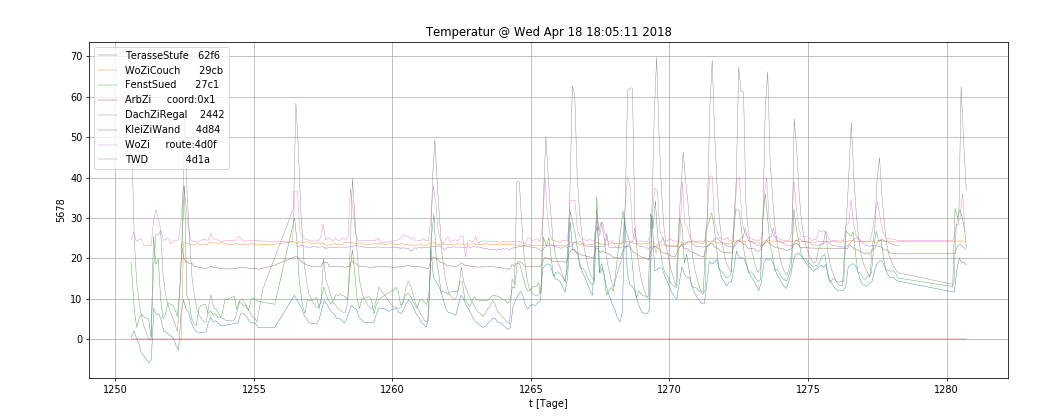 Temperatur @ Wed Apr 18 18:05:11 2018
70
60
50
40
30
20
10
0
5678
TerasseStufe 62f6
WoZiCouch 29cb
FenstSued 27c1
ArbZi coord:0x1
DachZiRegal 2442
KleiZiWand 4d84
WoZi route:4d0f
TWD 4d1a
1250 1255 1260 1265 1270 1275 1280
t [Tage]